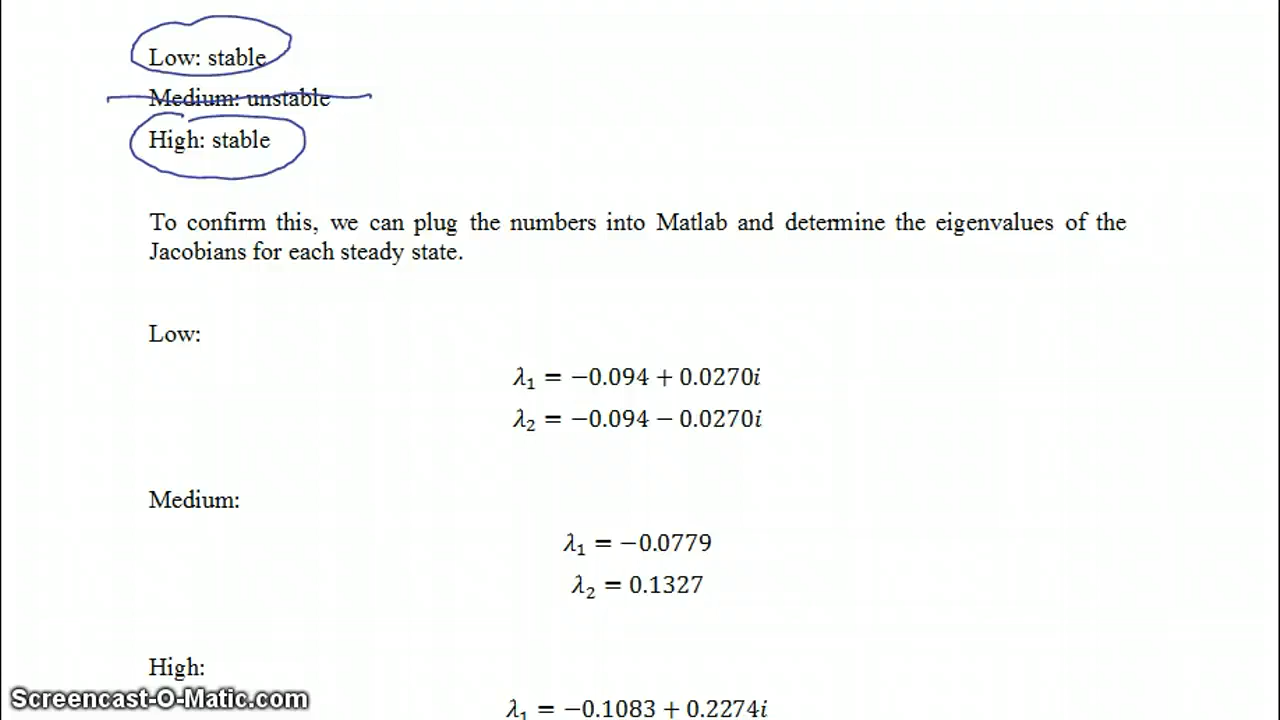 Low: stable
Medium: unstable
High: stable
To confirm this, we can plug the numbers into Matlab and determine the eigenvalues of the
Jacobians for each steady state.
Low:
λ₁ = −0.094 + 0.0270i
λ₂ = −0.094 − 0.0270i
Medium:
λ₁ = −0.0779
λ₂ = 0.1327
High:
λ₁ = −0.1083 + 0.2274i
Screencast-O-Matic.com